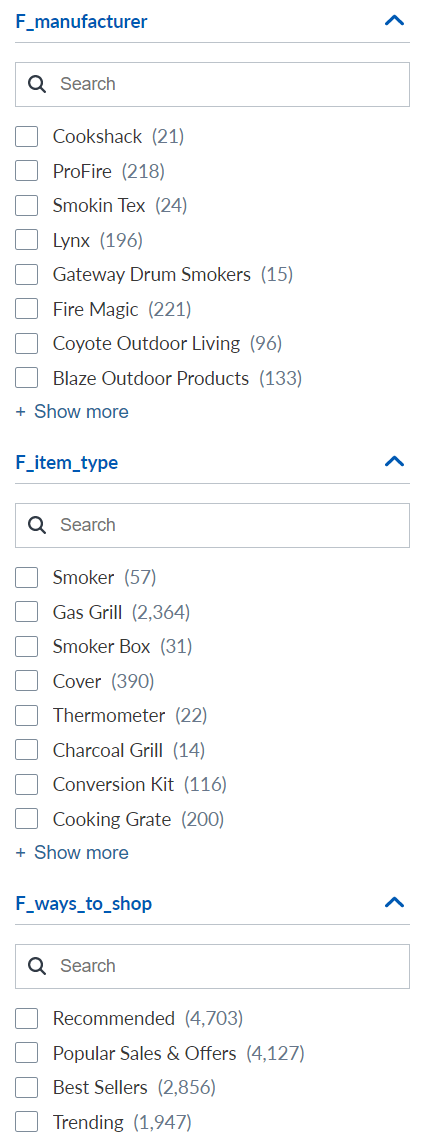 F_manufacturer
Search
Cookshack (21)
ProFire (218)
Smokin Tex (24)
Lynx (196)
Gateway Drum Smokers (15)
Fire Magic (221)
Coyote Outdoor Living (96)
Blaze Outdoor Products (133)
+ Show more
F_item_type
Search
Smoker (57)
Gas Grill (2,364)
Smoker Box (31)
Cover (390)
Thermometer (22)
Charcoal Grill (14)
Conversion Kit (116)
Cooking Grate (200)
+ Show more
F_ways_to_shop
Search
Recommended (4,703)
Popular Sales & Offers (4,127)
Best Sellers (2,856)
Trending (1,947)